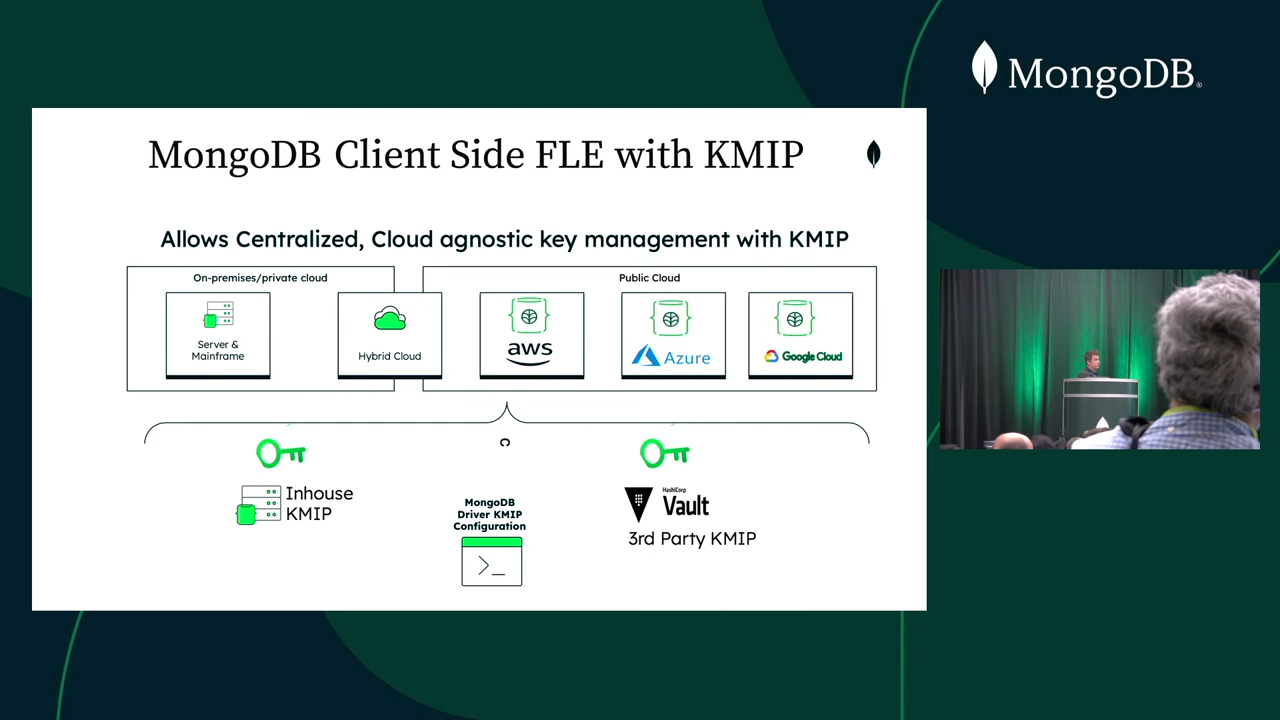 MongoDB®
MongoDB Client Side FLE with KMIP
Allows Centralized, Cloud agnostic key management with KMIP
On-premises/private cloud
Public Cloud
Server &
Mainframe
Hybrid Cloud
aws
Azure
Google Cloud
Inhouse
KMIP
MongoDB
Driver KMIP
Configuration
>_
HashiCorp
Vault
3rd Party KMIP